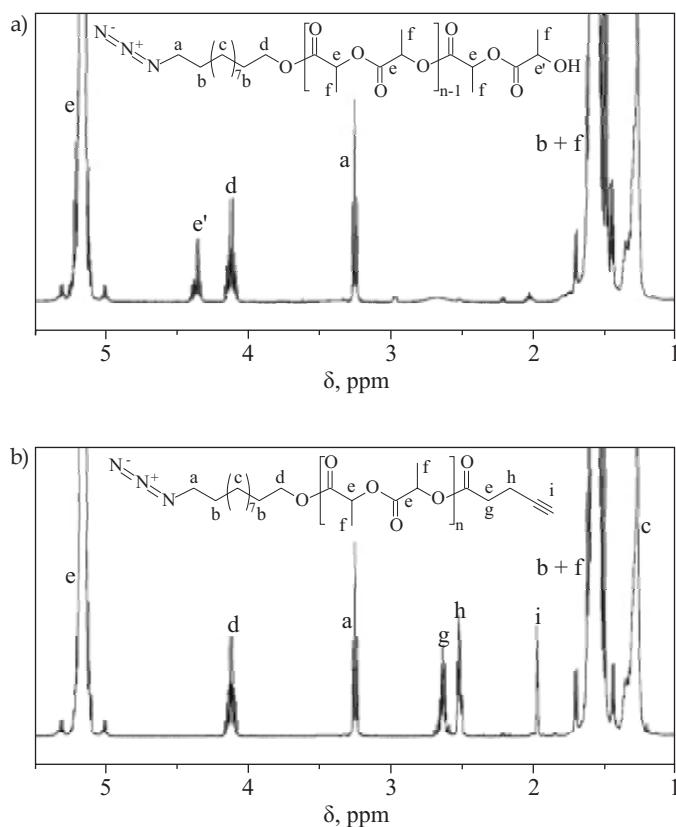 a)
N⁻
N⁺
N
a
b
(c)
7
b
d
O
O
e
O
f
e
O
f
O
n-1
O
e
O
f
O
e'
f
OH
e
e'
d
a
b + f
5
4
3
2
1
δ, ppm
b)
N⁻
N⁺
N
a
b
(c)
7
b
d
O
O
e
O
f
e
O
f
O
n
O
e
g
h
i
e
d
a
g
h
i
b + f
c
5
4
3
2
1
δ, ppm